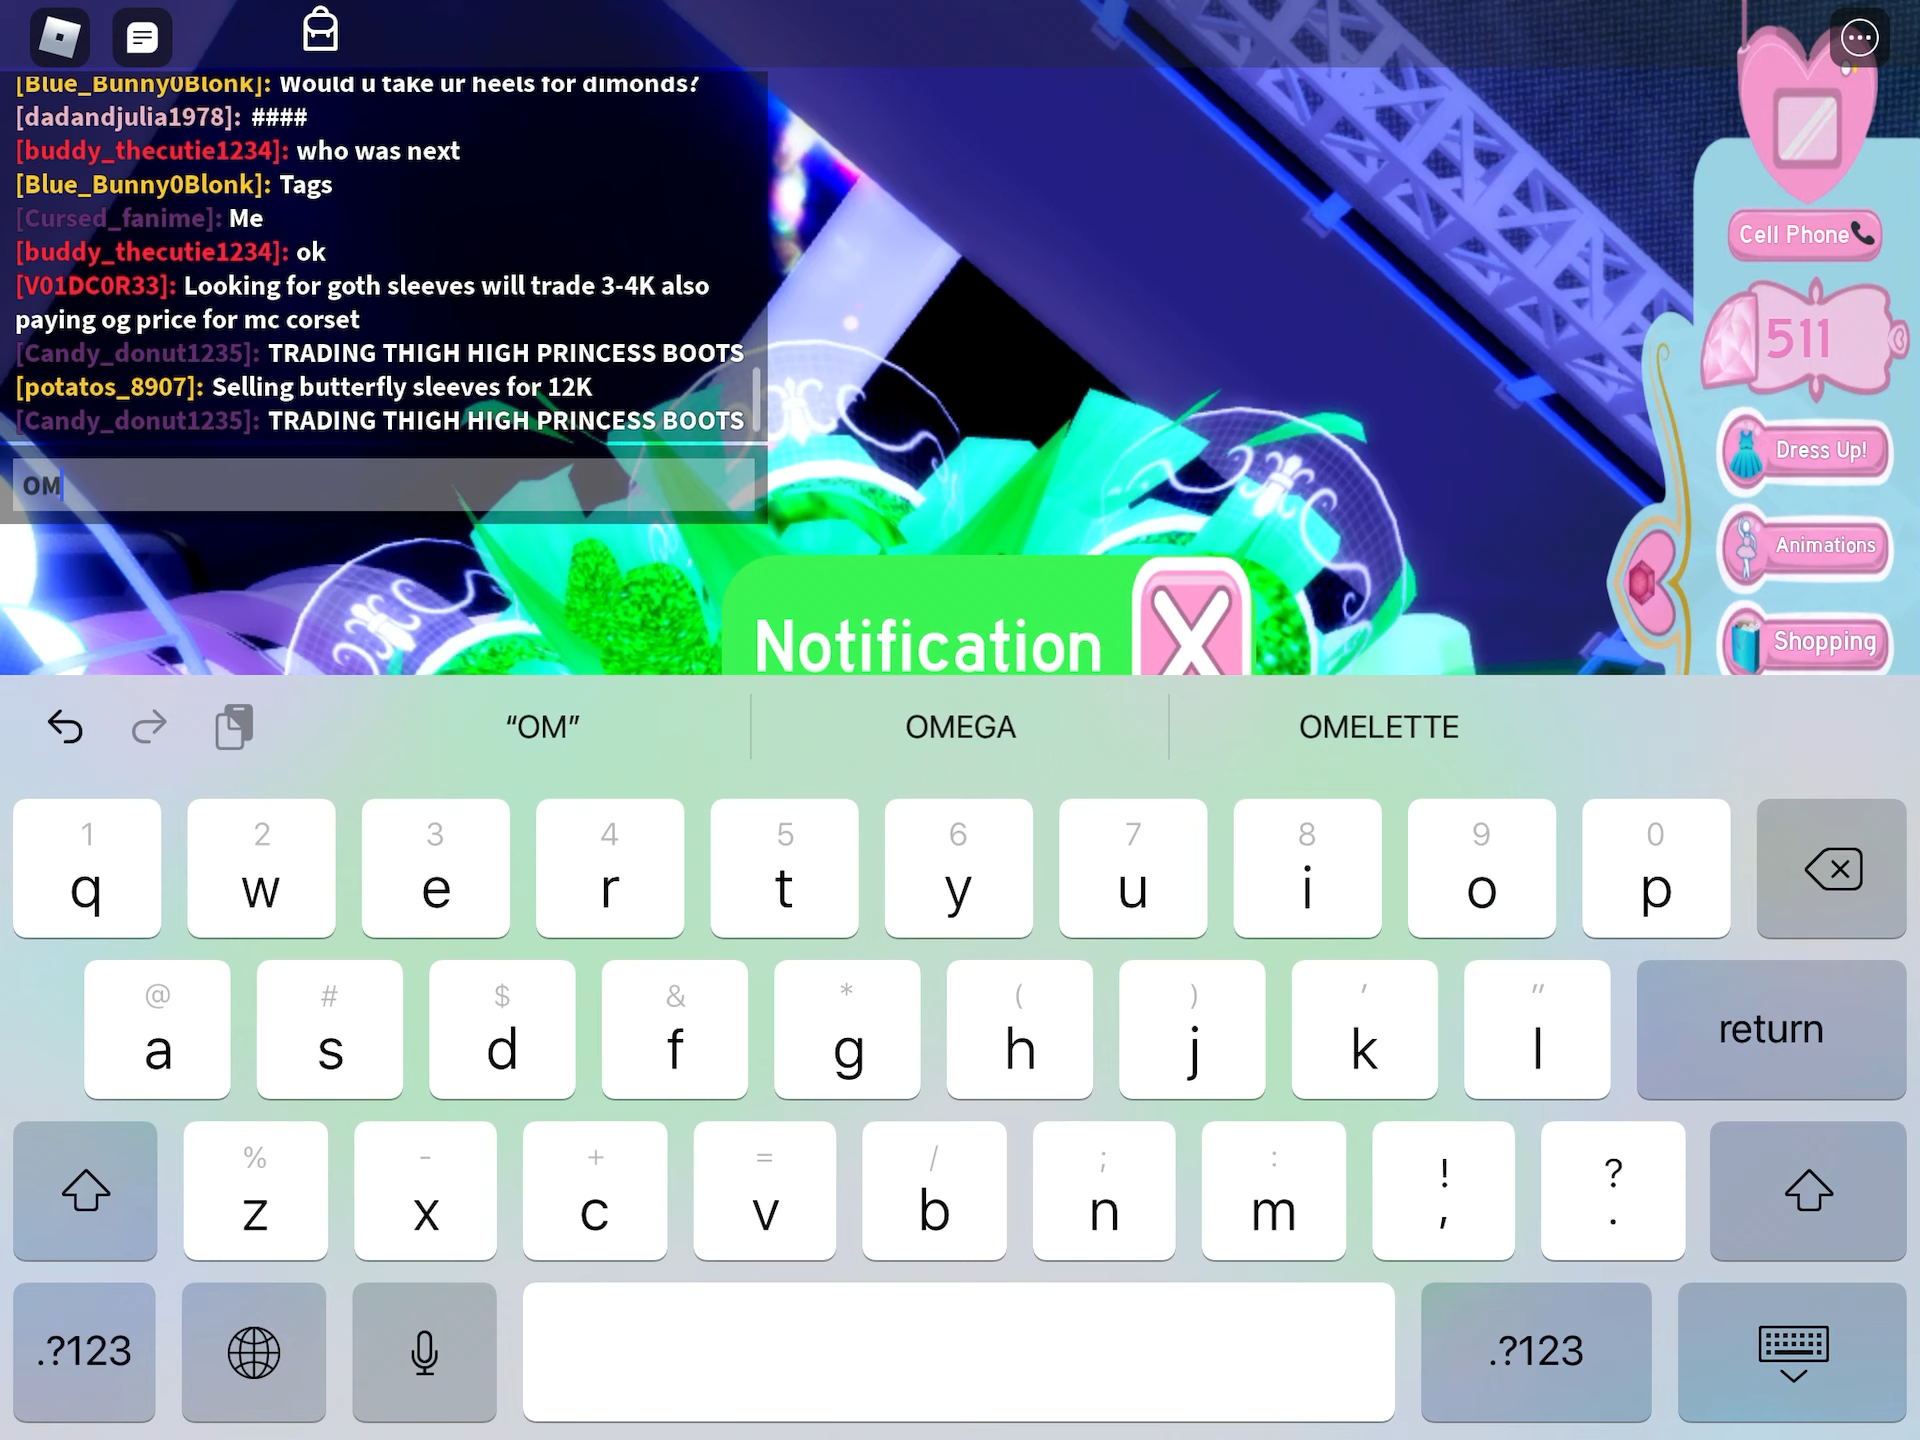 [Blue_Bunny0Blonk]: Would u take ur heels for dimonds?
[dadandjulia1978]: ####
[buddy_thecutie1234]: who was next
[Blue_Bunny0Blonk]: Tags
[Cursed_fanime]: Me
[buddy_thecutie1234]: ok
[V01DC0R33]: Looking for goth sleeves will trade 3-4K also
paying og price for mc corset
[Candy_donut1235]: TRADING THIGH HIGH PRINCESS BOOTS
[potatos_8907]: Selling butterfly sleeves for 12K
[Candy_donut1235]: TRADING THIGH HIGH PRINCESS BOOTS
OM
Cell Phone
511
Dress Up!
Animations
Shopping
Notification X
“OM” OMEGA OMELETTE
1 2 3 4 5 6 7 8 9 0
q w e r t y u i o p
@ # $ & * ( ) ' "
a s d f g h j k l return
% - + = / ; : ! ?
z x c v b n m , .
.?123 .?123